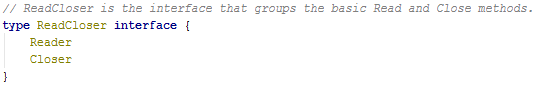 // ReadCloser is the interface that groups the basic Read and Close methods.
type ReadCloser interface {
    Reader
    Closer
}